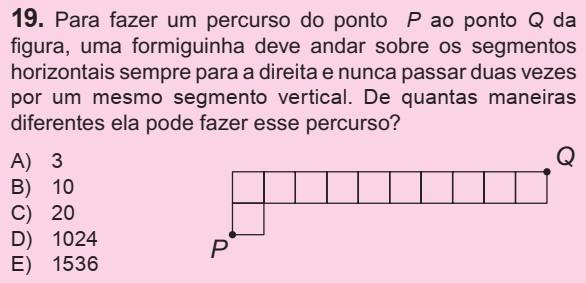 19. Para fazer um percurso do ponto P ao ponto Q da
figura, uma formiguinha deve andar sobre os segmentos
horizontais sempre para a direita e nunca passar duas vezes
por um mesmo segmento vertical. De quantas maneiras
diferentes ela pode fazer esse percurso?
A) 3
B) 10
C) 20
D) 1024
E) 1536
Q
P